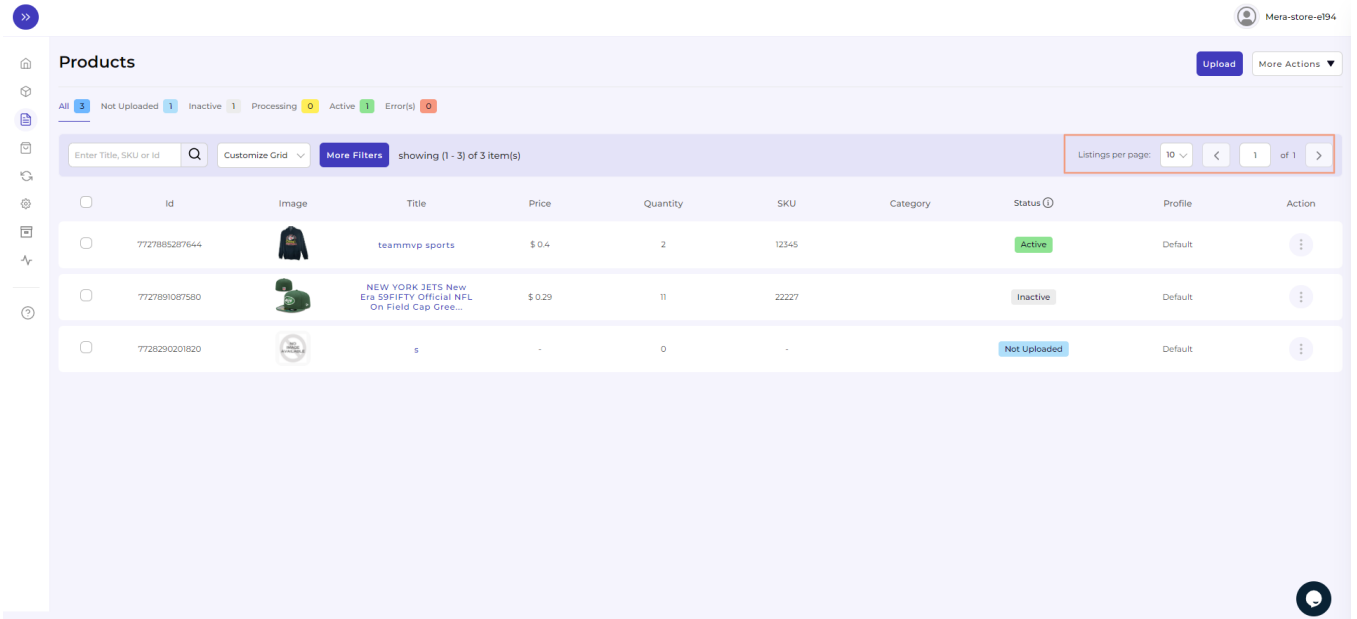 Mera-store-e194
Products
Upload
More Actions
All 3 Not Uploaded 1 Inactive 1 Processing 0 Active 1 Error(s) 0
Enter Title, SKU or Id
Customize Grid
More Filters
showing (1 - 3) of 3 item(s)
Listings per page: 10
1
of 1
Id Image Title Price Quantity SKU Category Status Profile Action
7727885287644 teammvp sports $ 0.4 2 12345 Active Default
NEW YORK JETS New
7727891087580 Era 59FIFTY Official NFL $ 0.29 11 22227 Inactive Default
On Field Cap Gree...
7728290201820 NO IMAGE AVAILABLE s - 0 - Not Uploaded Default